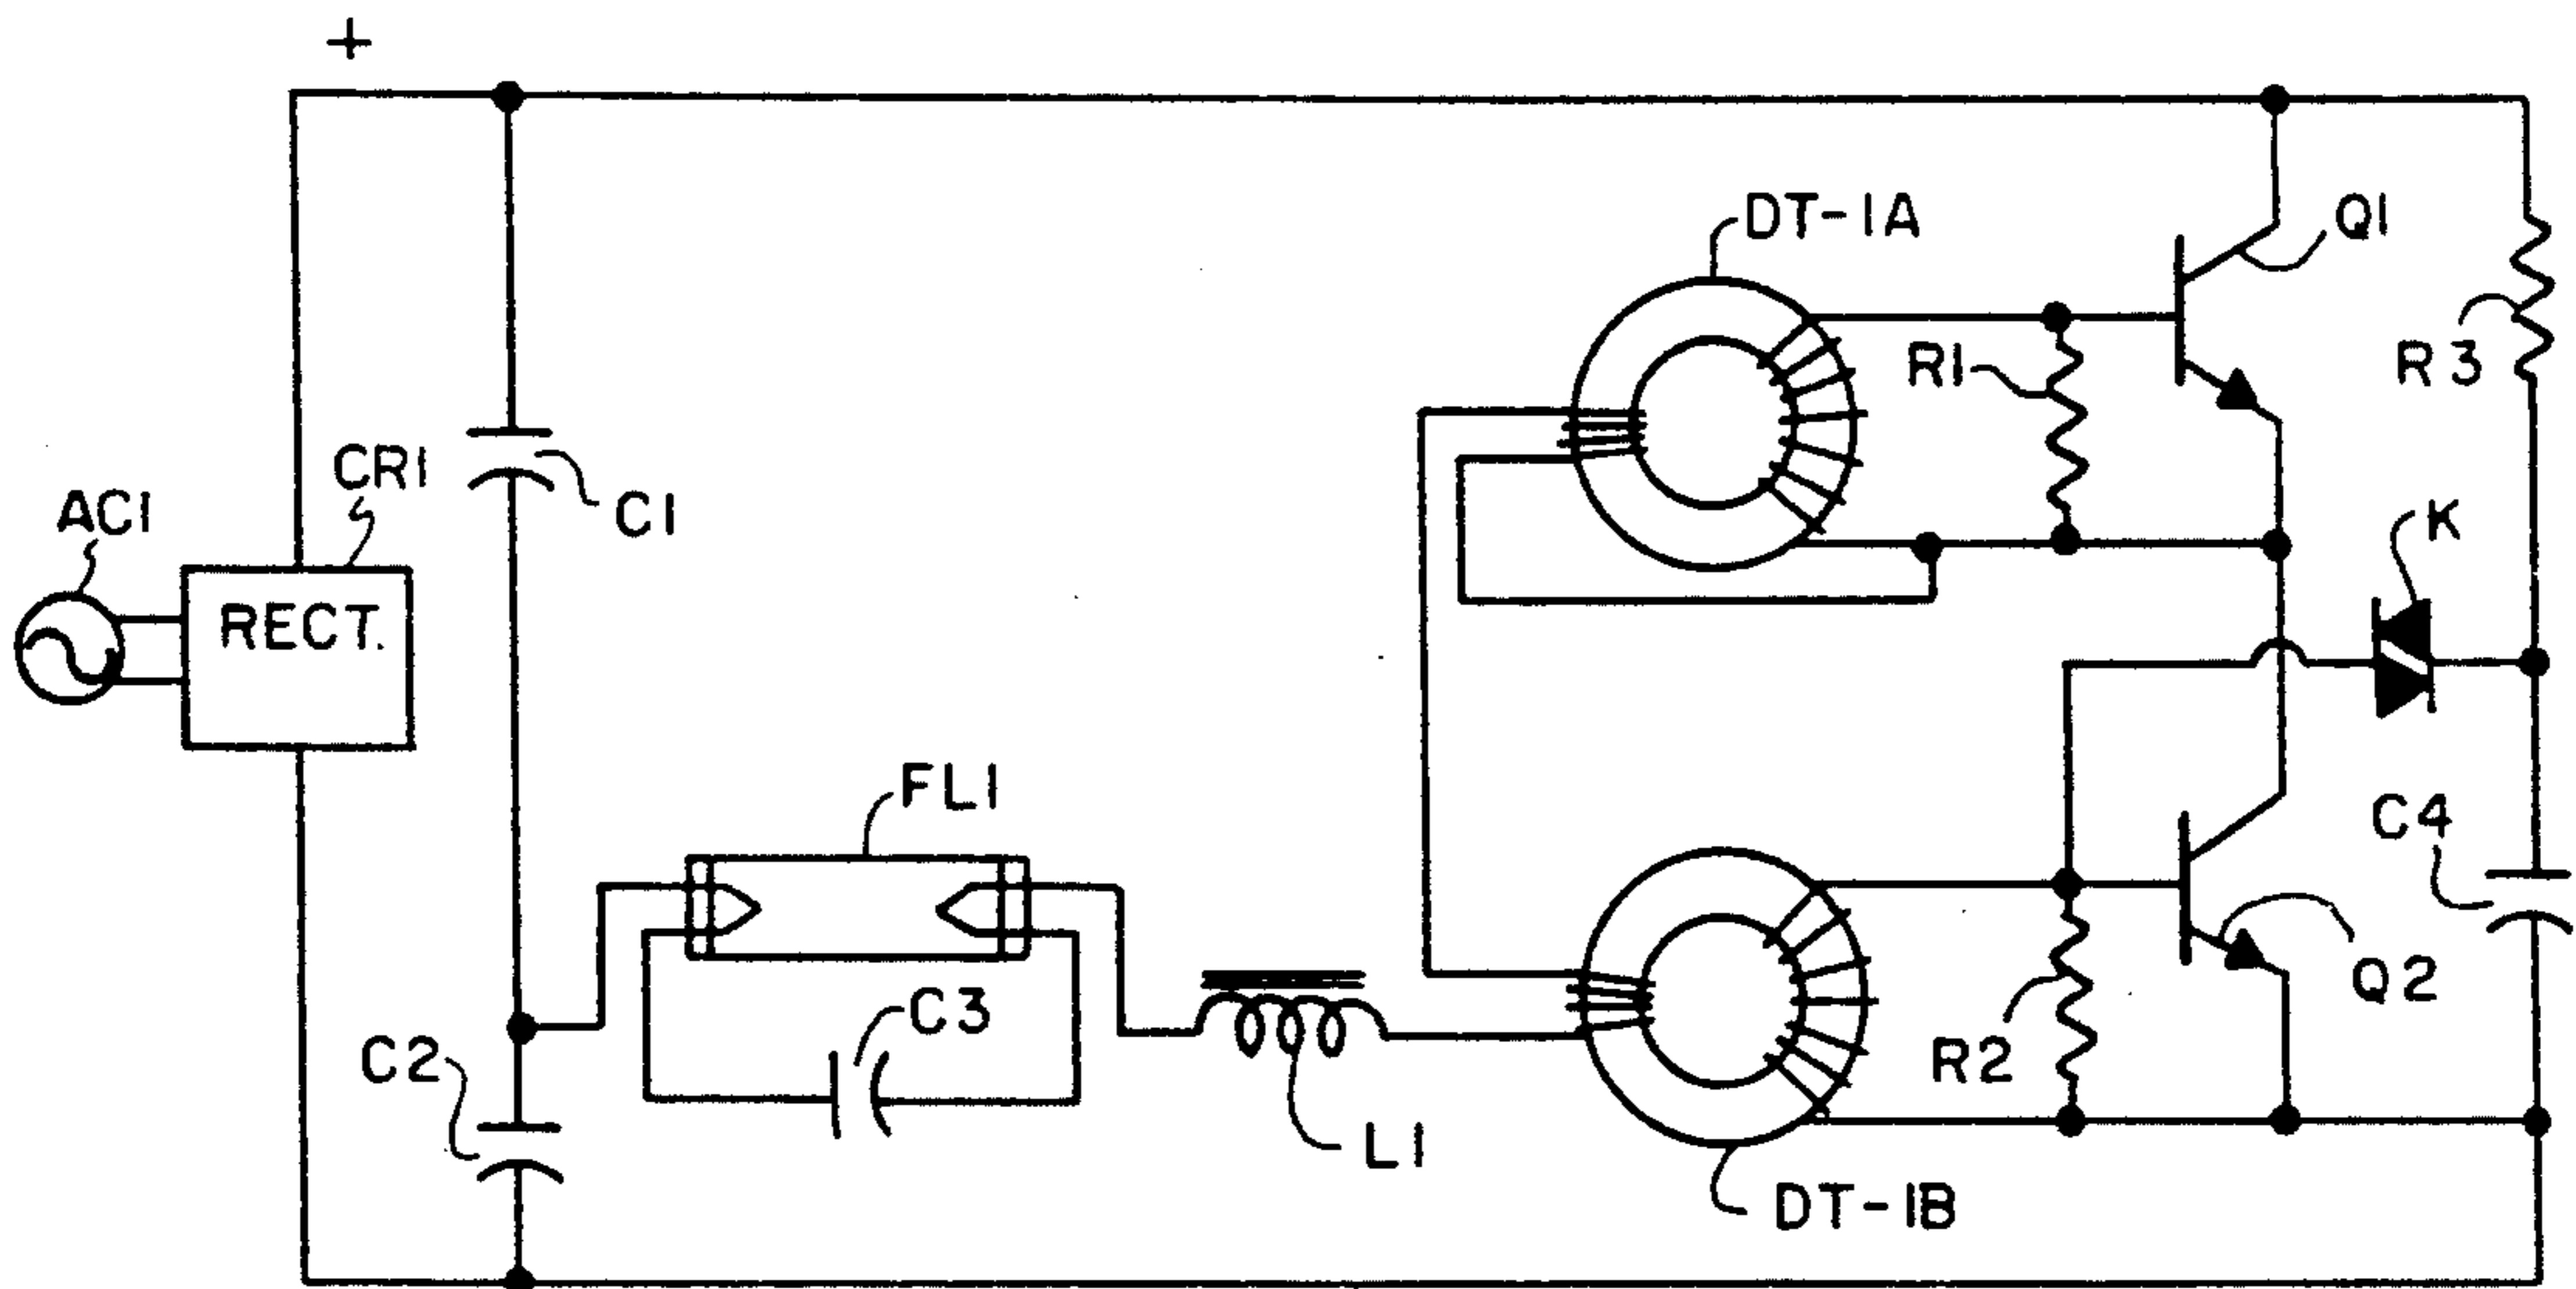 +
DT-1A
Q1
R1
R3
CR1
AC1
C1
K
RECT.
FL1
C4
C3
Q2
C2
R2
L1
DT-1B